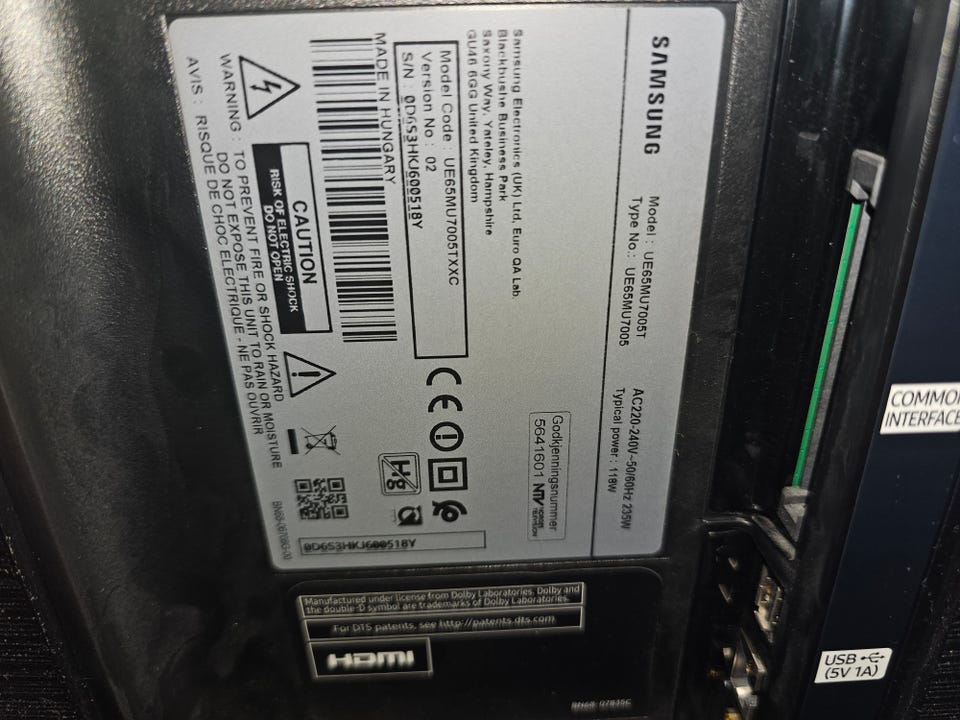 SAMSUNG
Model : UE65MU7005T
Type No.: UE65MU7005
AC220-240V~50/60Hz 235W
Typical power : 118W
Samsung Electronics (UK) Ltd, Euro QA Lab.
Blackbushe Business Park
Saxony Way, Yateley, Hampshire
GU46 6GG United Kingdom
Godkjenningsnummer
5641601 NTV NORGES TELEVISJON
Model Code : UE65MU7005TXXC
Version No : 02
S/N : 0D6S3HKJ600518Y
MADE IN HUNGARY
CE
Hg
CAUTION
RISK OF ELECTRIC SHOCK
DO NOT OPEN
WARNING : TO PREVENT FIRE OR SHOCK HAZARD
DO NOT EXPOSE THIS UNIT TO RAIN OR MOISTURE
AVIS : RISQUE DE CHOC ELECTRIQUE - NE PAS OUVRIR
0D6S3HKJ600518Y
Manufactured under license from Dolby Laboratories. Dolby and
the double-D symbol are trademarks of Dolby Laboratories.
For DTS patents, see http://patents.dts.com
HDMI
COMMON
INTERFACE
USB
(5V 1A)